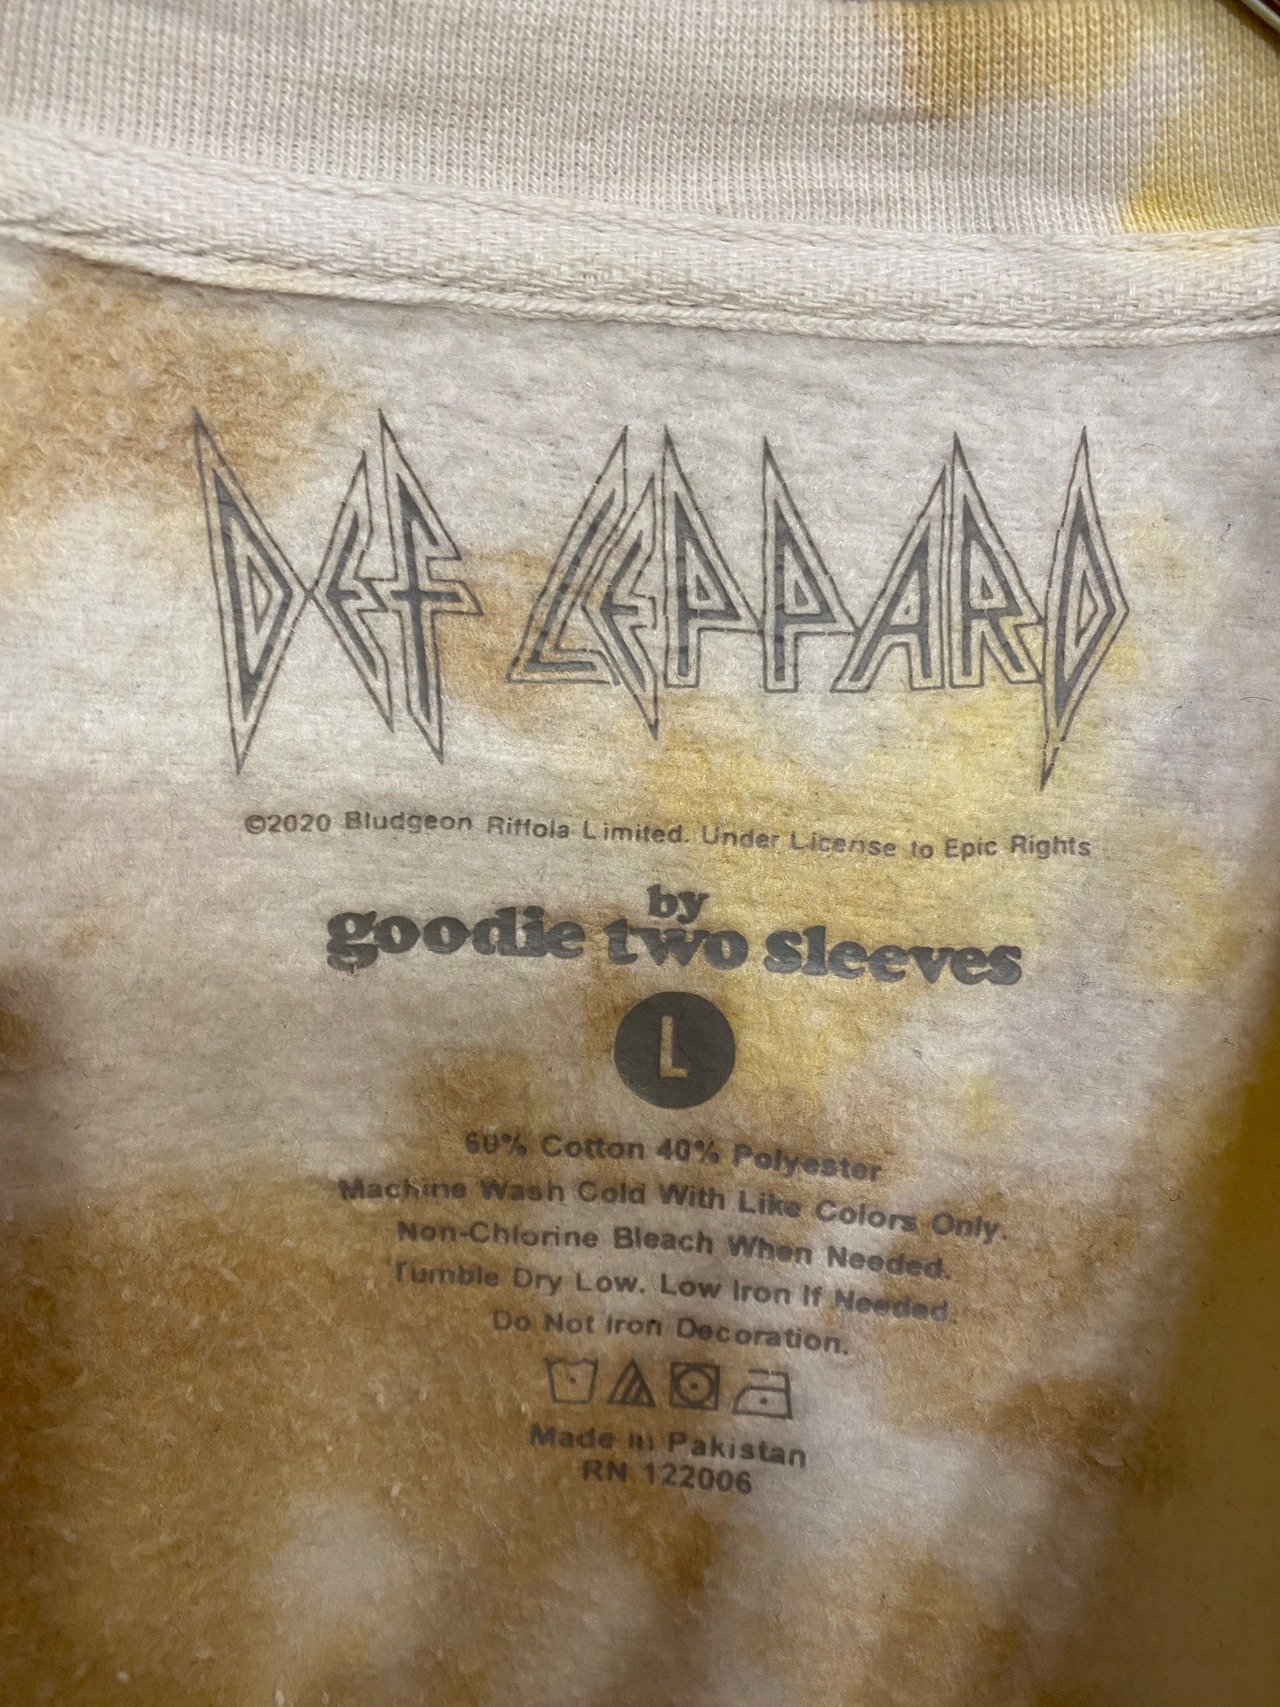 DEF LEPPARD
©2020 Bludgeon Riffola Limited. Under License to Epic Rights
by
goodie two sleeves
L
60% Cotton 40% Polyester
Machine Wash Cold With Like Colors Only.
Non-Chlorine Bleach When Needed.
Tumble Dry Low. Low Iron If Needed.
Do Not Iron Decoration.
Made in Pakistan
RN 122006